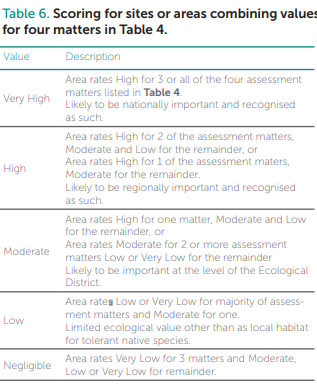 Table 6. Scoring for sites or areas combining values
for four matters in Table 4.
Value Description
Very High
Area rates High for 3 or all of the four assessment
matters listed in Table 4.
Likely to be nationally important and recognised
as such.
High
Area rates High for 2 of the assessment matters,
Moderate and Low for the remainder, or
Area rates High for 1 of the assessment maters,
Moderate for the remainder.
Likely to be regionally important and recognised
as such.
Moderate
Area rates High for one matter, Moderate and Low
for the remainder, or
Area rates Moderate for 2 or more assessment
matters Low or Very Low for the remainder
Likely to be important at the level of the Ecological
District.
Low
Area rates Low or Very Low for majority of assess-
ment matters and Moderate for one.
Limited ecological value other than as local habitat
for tolerant native species.
Negligible
Area rates Very Low for 3 matters and Moderate,
Low or Very Low for remainder.